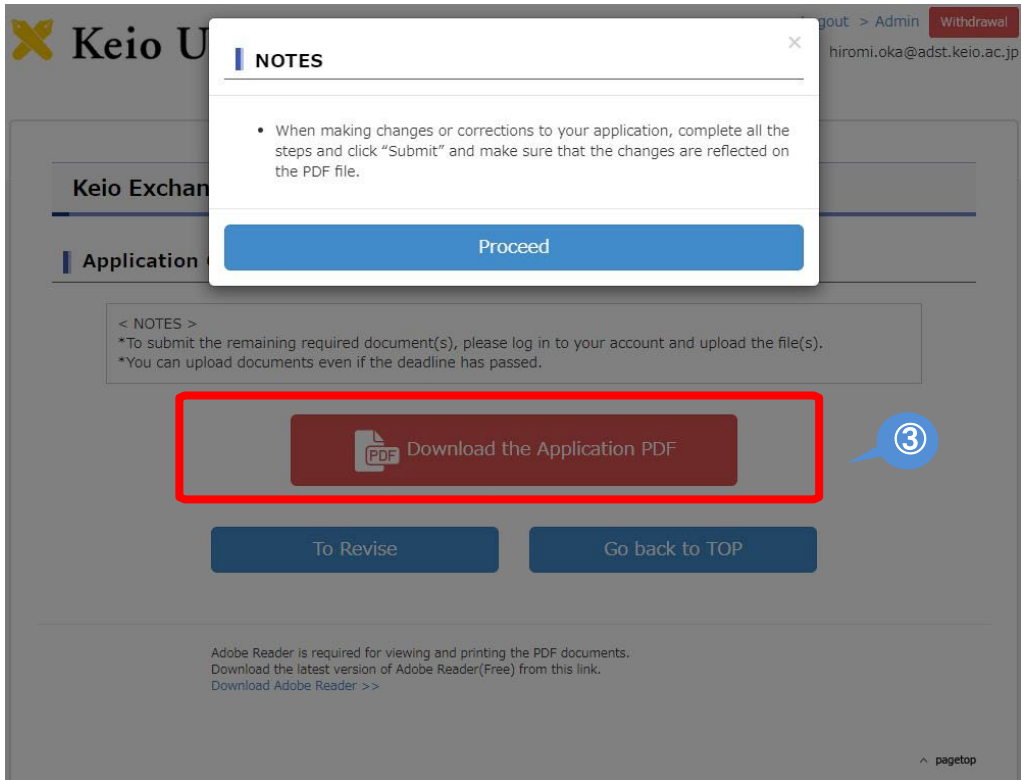 Keio U
gout > Admin Withdrawal
hiromi.oka@adst.keio.ac.jp
NOTES
×
• When making changes or corrections to your application, complete all the
steps and click “Submit” and make sure that the changes are reflected on
the PDF file.
Proceed
Keio Exchan
Application
< NOTES >
*To submit the remaining required document(s), please log in to your account and upload the file(s).
*You can upload documents even if the deadline has passed.
PDF Download the Application PDF
③
To Revise
Go back to TOP
Adobe Reader is required for viewing and printing the PDF documents.
Download the latest version of Adobe Reader(Free) from this link.
Download Adobe Reader >>
^ pagetop